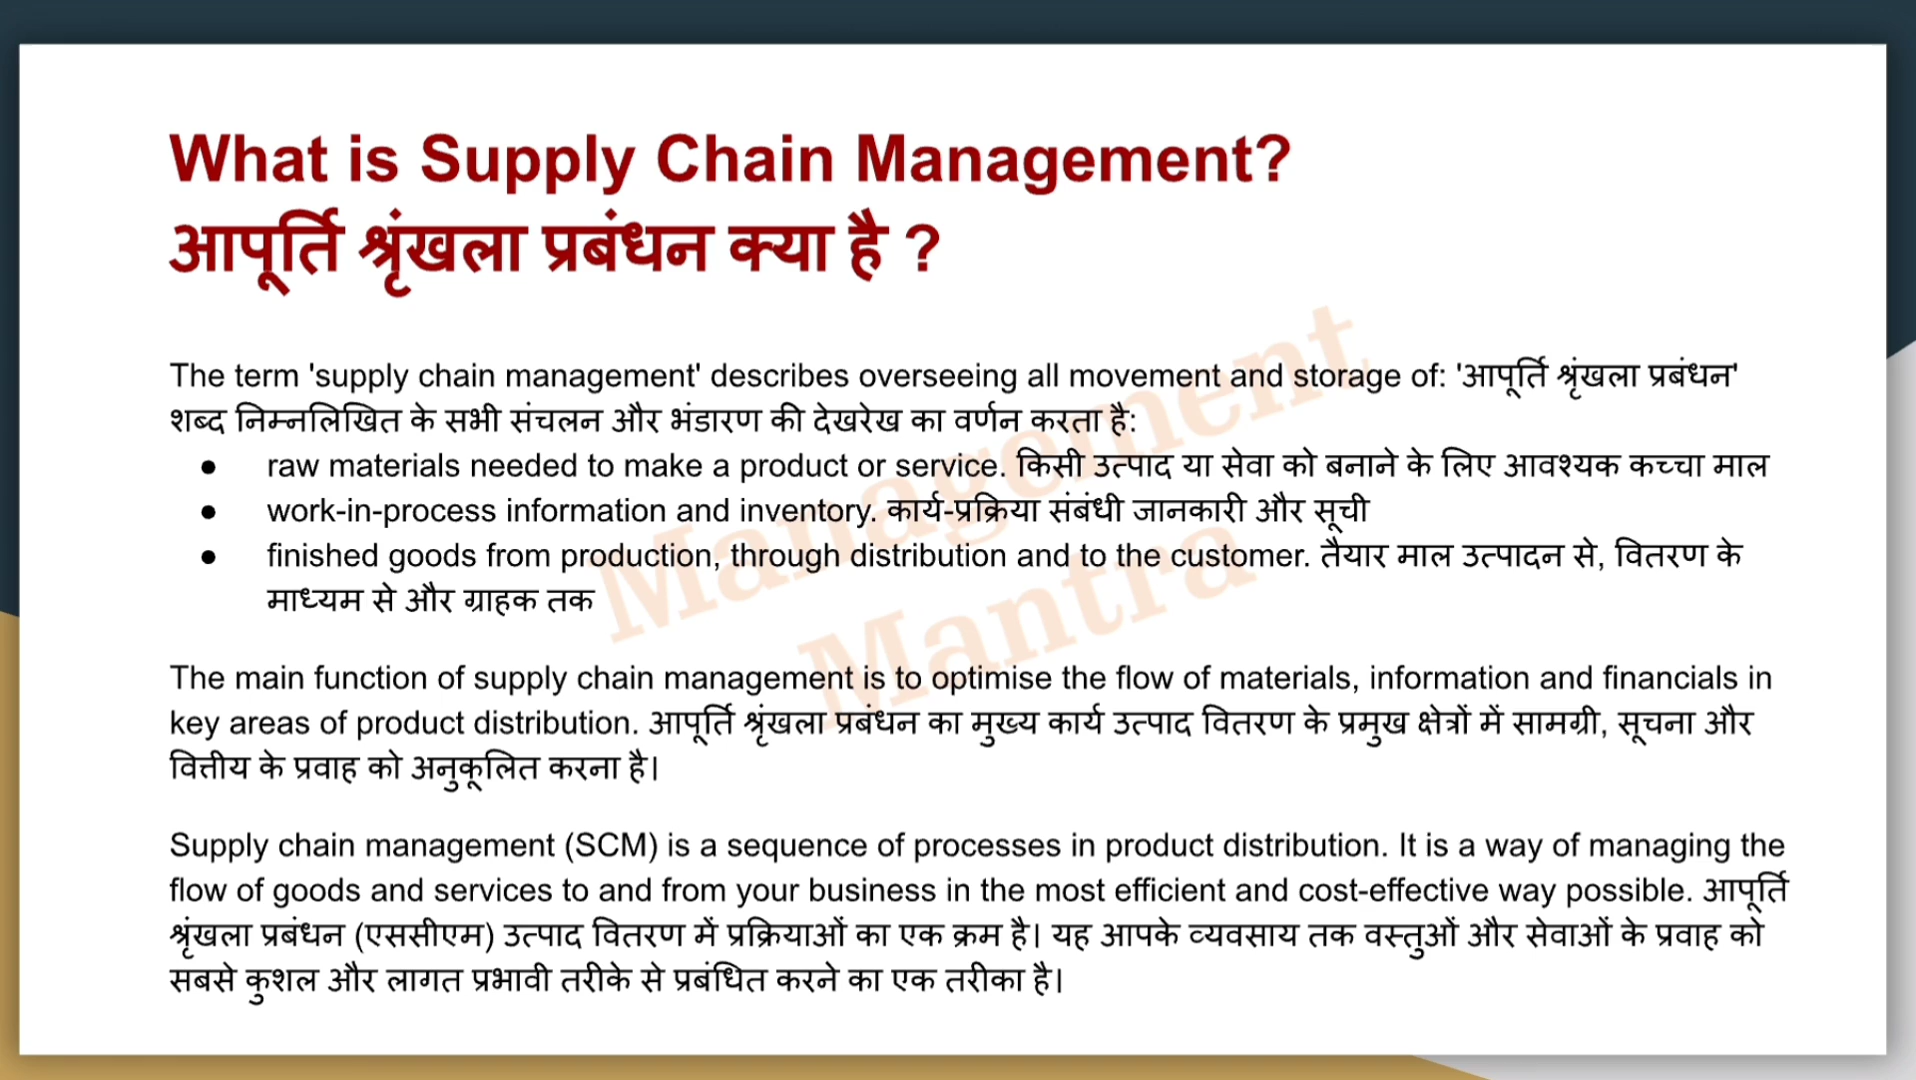 What is Supply Chain Management?
आपूर्ति श्रृंखला प्रबंधन क्या है ?
The term 'supply chain management' describes overseeing all movement and storage of: 'आपूर्ति श्रृंखला प्रबंधन'
शब्द निम्नलिखित के सभी संचलन और भंडारण की देखरेख का वर्णन करता है:
● raw materials needed to make a product or service. किसी उत्पाद या सेवा को बनाने के लिए आवश्यक कच्चा माल
● work-in-process information and inventory. कार्य-प्रक्रिया संबंधी जानकारी और सूची
● finished goods from production, through distribution and to the customer. तैयार माल उत्पादन से, वितरण के
माध्यम से और ग्राहक तक
The main function of supply chain management is to optimise the flow of materials, information and financials in
key areas of product distribution. आपूर्ति श्रृंखला प्रबंधन का मुख्य कार्य उत्पाद वितरण के प्रमुख क्षेत्रों में सामग्री, सूचना और
वित्तीय के प्रवाह को अनुकूलित करना है।
Supply chain management (SCM) is a sequence of processes in product distribution. It is a way of managing the
flow of goods and services to and from your business in the most efficient and cost-effective way possible. आपूर्ति
श्रृंखला प्रबंधन (एससीएम) उत्पाद वितरण में प्रक्रियाओं का एक क्रम है। यह आपके व्यवसाय तक वस्तुओं और सेवाओं के प्रवाह को
सबसे कुशल और लागत प्रभावी तरीके से प्रबंधित करने का एक तरीका है।
Management
Mantra